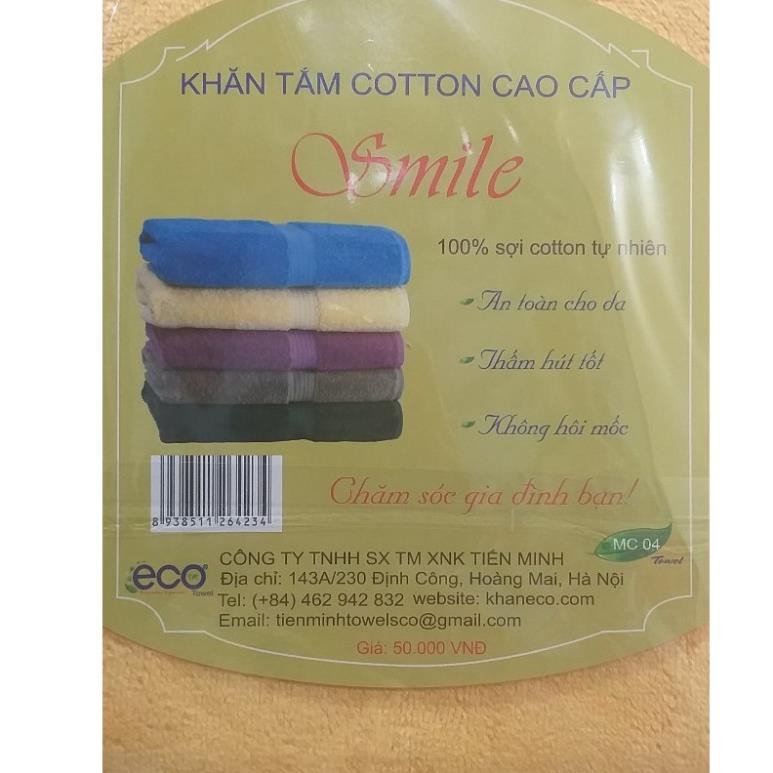 KHĂN TẮM COTTON CAO CẤP
Smile
100% sợi cotton tự nhiên
An toàn cho da
Thấm hút tốt
Không hôi mốc
Chăm sóc gia đình bạn!
8 938511 264234
MC 04
Towel
eco®
Towel
CÔNG TY TNHH SX TM XNK TIẾN MINH
Địa chỉ: 143A/230 Định Công, Hoàng Mai, Hà Nội
Tel: (+84) 462 942 832 website: khaneco.com
Email: tienminhtowelsco@gmail.com
Giá: 50.000 VNĐ